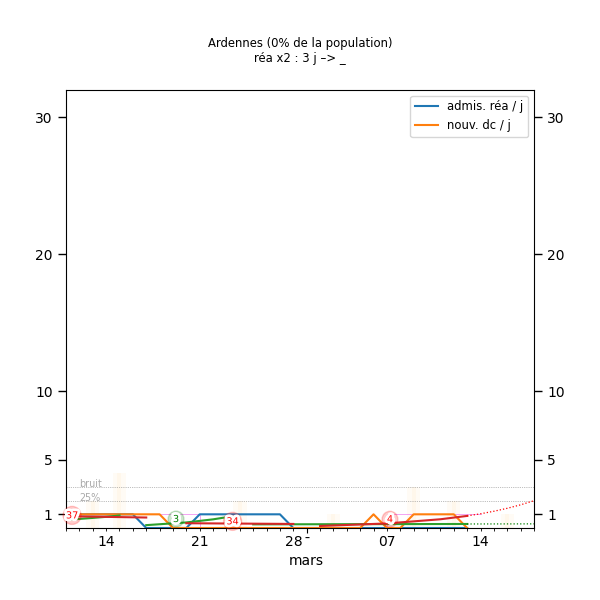 Ardennes (0% de la population)
réa x2 : 3 j –> _
admis. réa / j
nouv. dc / j
30 30
20 20
10 10
5 5
bruit
25%
1 1
37 3 34 4
14 21 28 07 14
mars